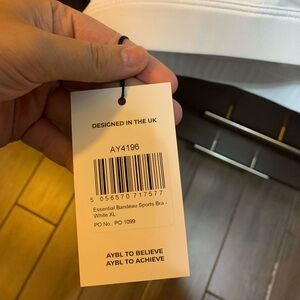 DESIGNED IN THE UK
AY4196
5 056570 717577
Essential Bandeau Sports Bra -
White XL
PO No.: PO-1099
AYBL TO BELIEVE
AYBL TO ACHIEVE